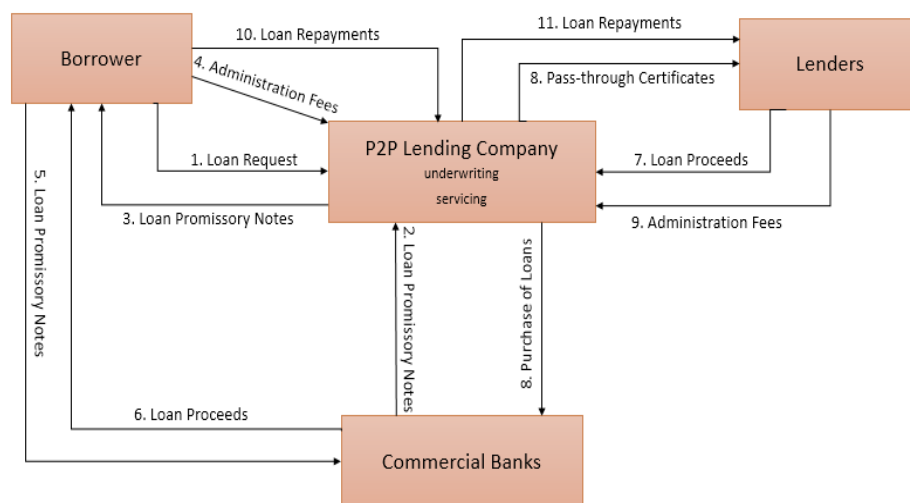 10. Loan Repayments
11. Loan Repayments
Borrower
4. Administration Fees
8. Pass-through Certificates
Lenders
P2P Lending Company
underwriting
servicing
1. Loan Request
7. Loan Proceeds
3. Loan Promissory Notes
9. Administration Fees
5. Loan Promissory Notes
2. Loan Promissory Notes
8. Purchase of Loans
6. Loan Proceeds
Commercial Banks